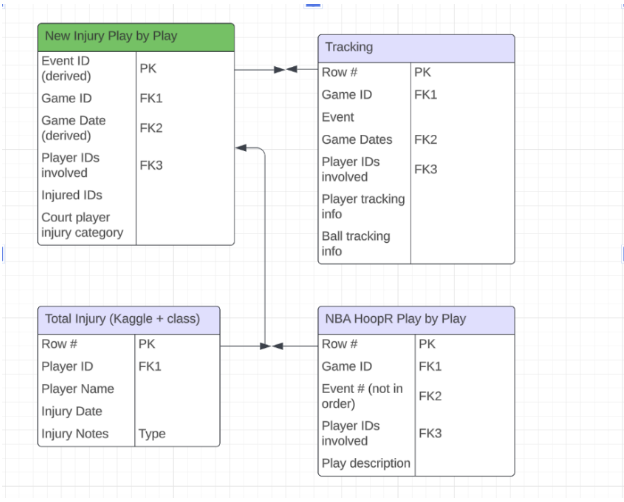 New Injury Play by Play
Event ID
(derived)
PK
Game ID
FK1
Game Date
(derived)
FK2
Player IDs
involved
FK3
Injured IDs
Court player
injury category
Tracking
Row #
PK
Game ID
FK1
Event
Game Dates
FK2
Player IDs
involved
FK3
Player tracking
info
Ball tracking
info
Total Injury (Kaggle + class)
Row #
PK
Player ID
FK1
Player Name
Injury Date
Injury Notes
Type
NBA HoopR Play by Play
Row #
PK
Game ID
FK1
Event # (not in
order)
FK2
Player IDs
involved
FK3
Play description